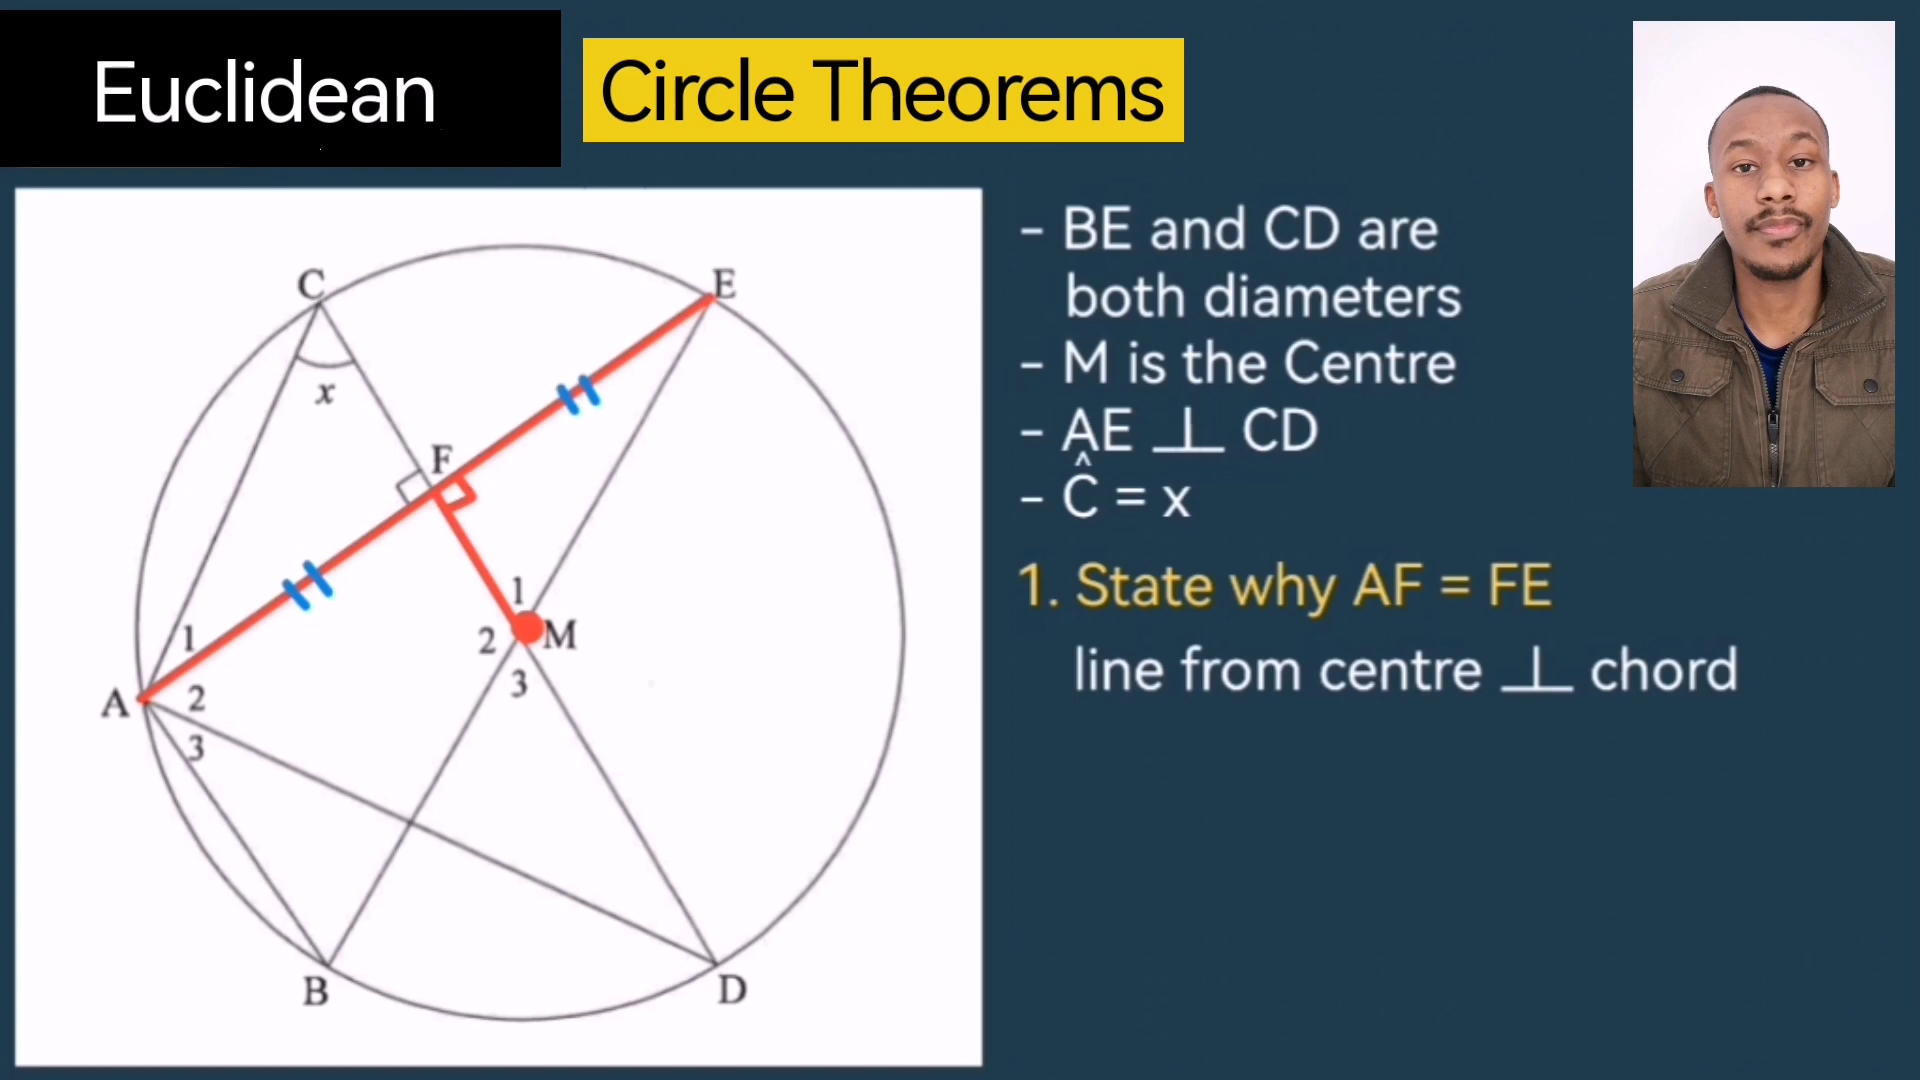 Euclidean
Circle Theorems
C
E
x
F
1
1
2
M
3
A
2
3
B
D
- BE and CD are
both diameters
- M is the Centre
- AE ⊥ CD
- Ĉ = x
1. State why AF = FE
line from centre ⊥ chord